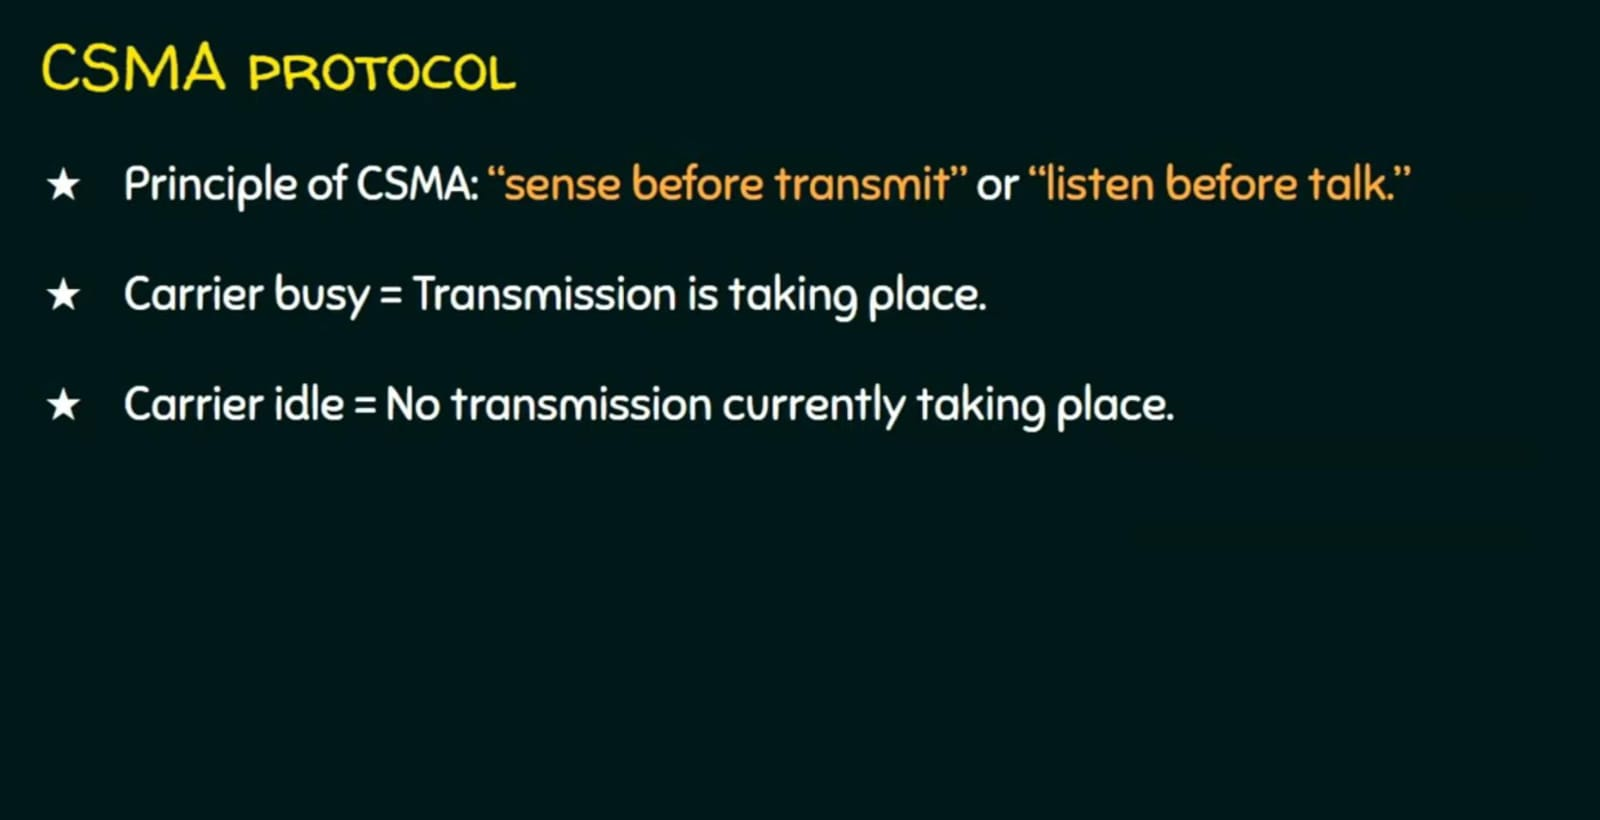 CSMA PROTOCOL
★ Principle of CSMA: “sense before transmit” or “listen before talk.”
★ Carrier busy = Transmission is taking place.
★ Carrier idle = No transmission currently taking place.